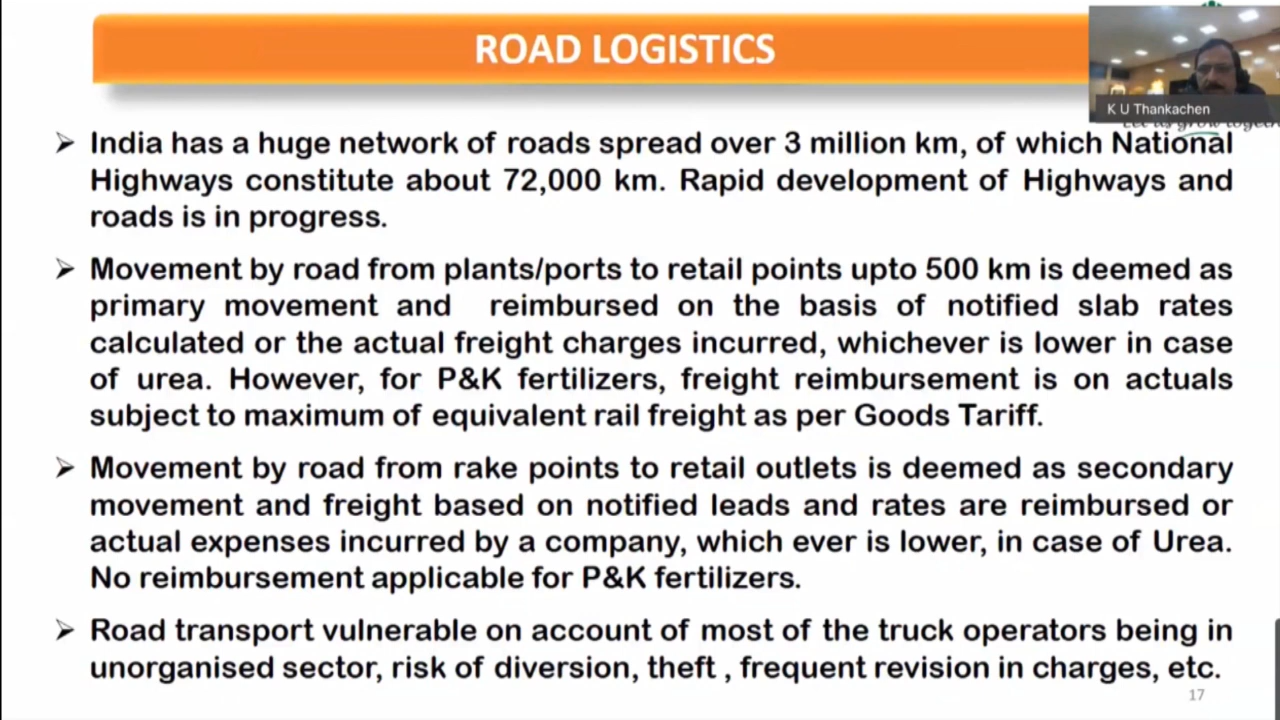 ROAD LOGISTICS
K U Thankachen
Let us grow together
➢ India has a huge network of roads spread over 3 million km, of which National
Highways constitute about 72,000 km. Rapid development of Highways and
roads is in progress.
➢ Movement by road from plants/ports to retail points upto 500 km is deemed as
primary movement and reimbursed on the basis of notified slab rates
calculated or the actual freight charges incurred, whichever is lower in case
of urea. However, for P&K fertilizers, freight reimbursement is on actuals
subject to maximum of equivalent rail freight as per Goods Tariff.
➢ Movement by road from rake points to retail outlets is deemed as secondary
movement and freight based on notified leads and rates are reimbursed or
actual expenses incurred by a company, which ever is lower, in case of Urea.
No reimbursement applicable for P&K fertilizers.
➢ Road transport vulnerable on account of most of the truck operators being in
unorganised sector, risk of diversion, theft , frequent revision in charges, etc.
17